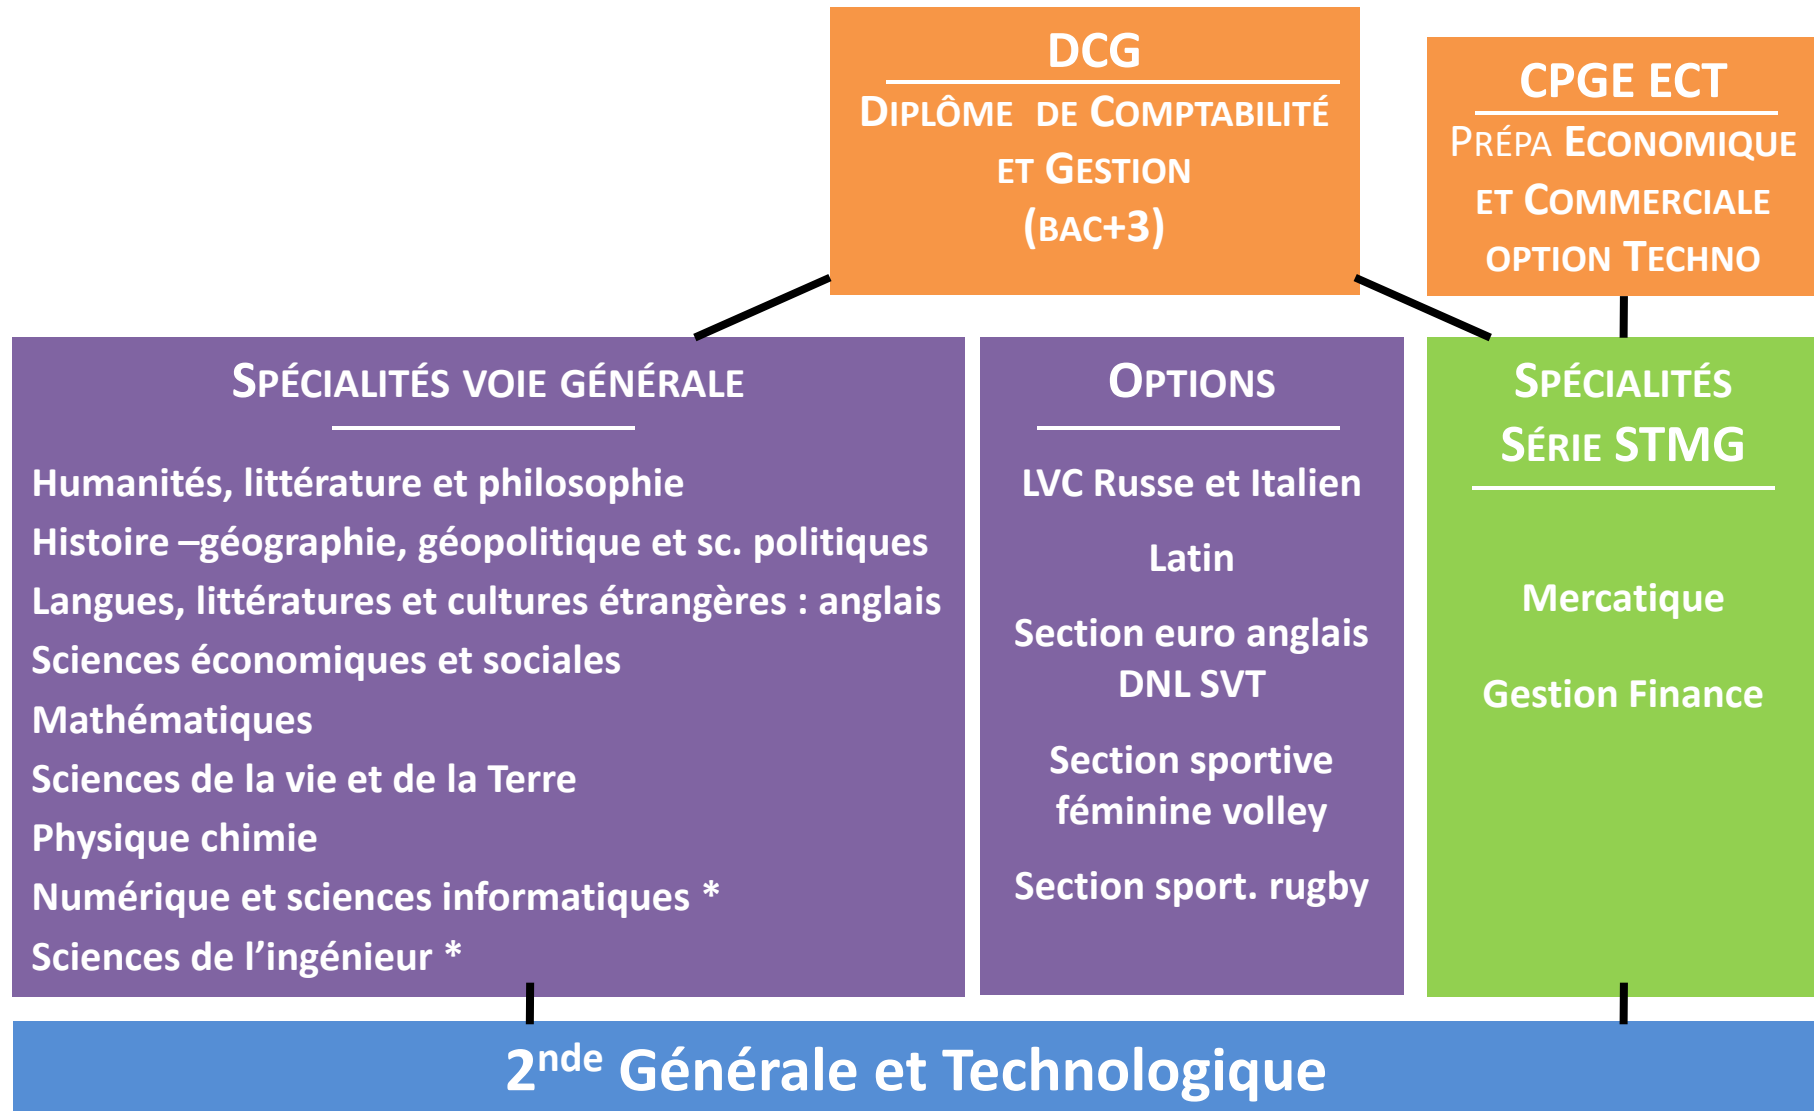 DCG
Diplôme de Comptabilité
et Gestion
(bac+3)
CPGE ECT
Prépa Economique
et Commerciale
option Techno
Spécialités voie générale
Humanités, littérature et philosophie
Histoire –géographie, géopolitique et sc. politiques
Langues, littératures et cultures étrangères : anglais
Sciences économiques et sociales
Mathématiques
Sciences de la vie et de la Terre
Physique chimie
Numérique et sciences informatiques *
Sciences de l’ingénieur *
Options
LVC Russe et Italien
Latin
Section euro anglais
DNL SVT
Section sportive
féminine volley
Section sport. rugby
Spécialités
Série STMG
Mercatique
Gestion Finance
2nde Générale et Technologique